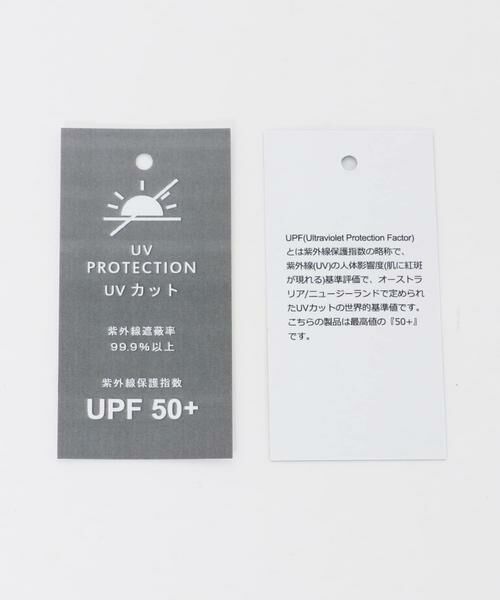 UV
PROTECTION
UV カット
紫外線遮蔽率
99.9%以上
紫外線保護指数
UPF 50+
UPF(Ultraviolet Protection Factor)
とは紫外線保護指数の略称で、
紫外線(UV)の人体影響度(肌に紅斑
が現れる)基準評価で、オーストラ
リア/ニュージーランドで定められ
たUVカットの世界的基準値です。
こちらの製品は最高値の『50+』
です。